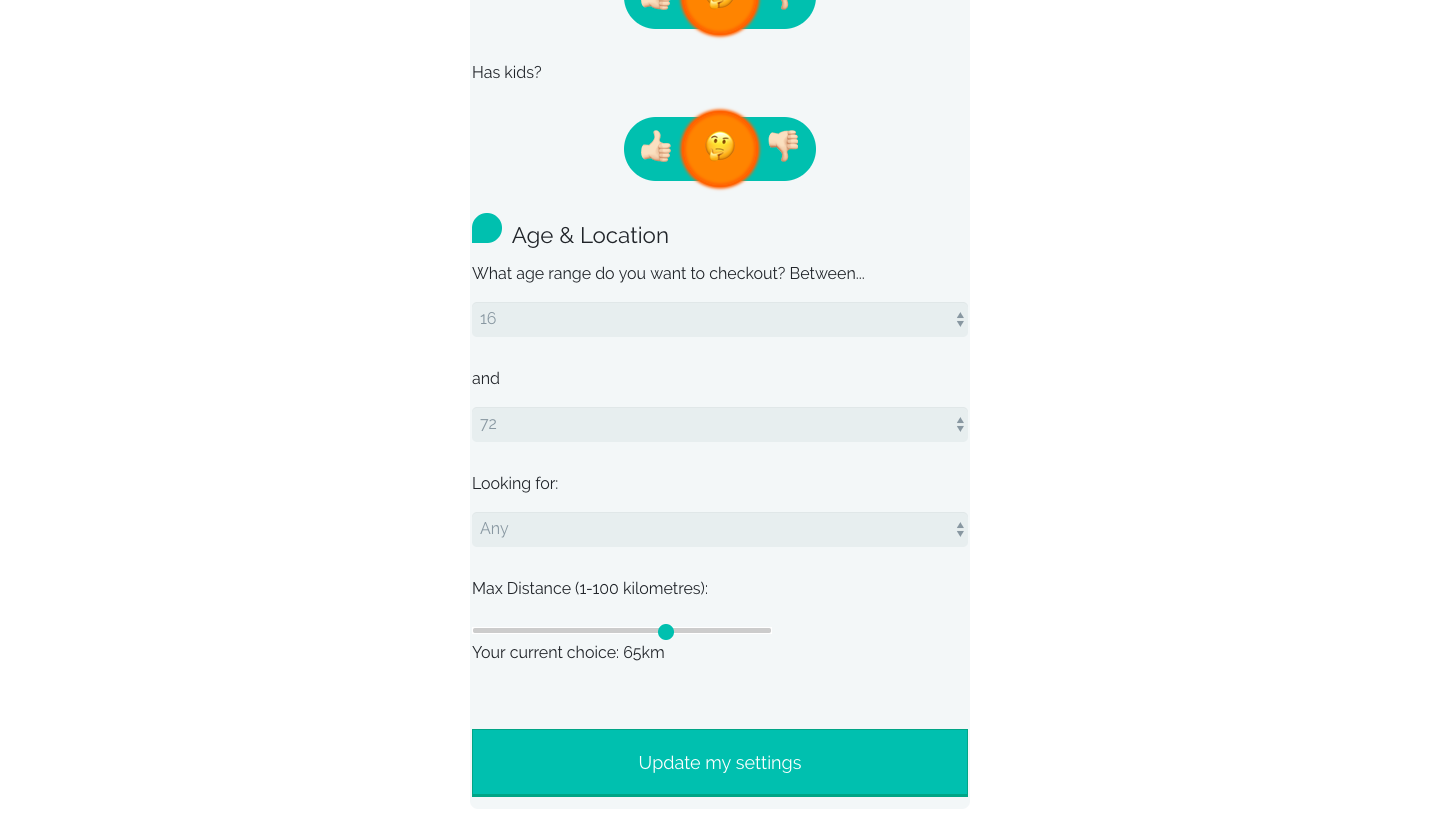 Has kids?
Age & Location
What age range do you want to checkout? Between...
16
and
72
Looking for:
Any
Max Distance (1-100 kilometres):
Your current choice: 65km
Update my settings